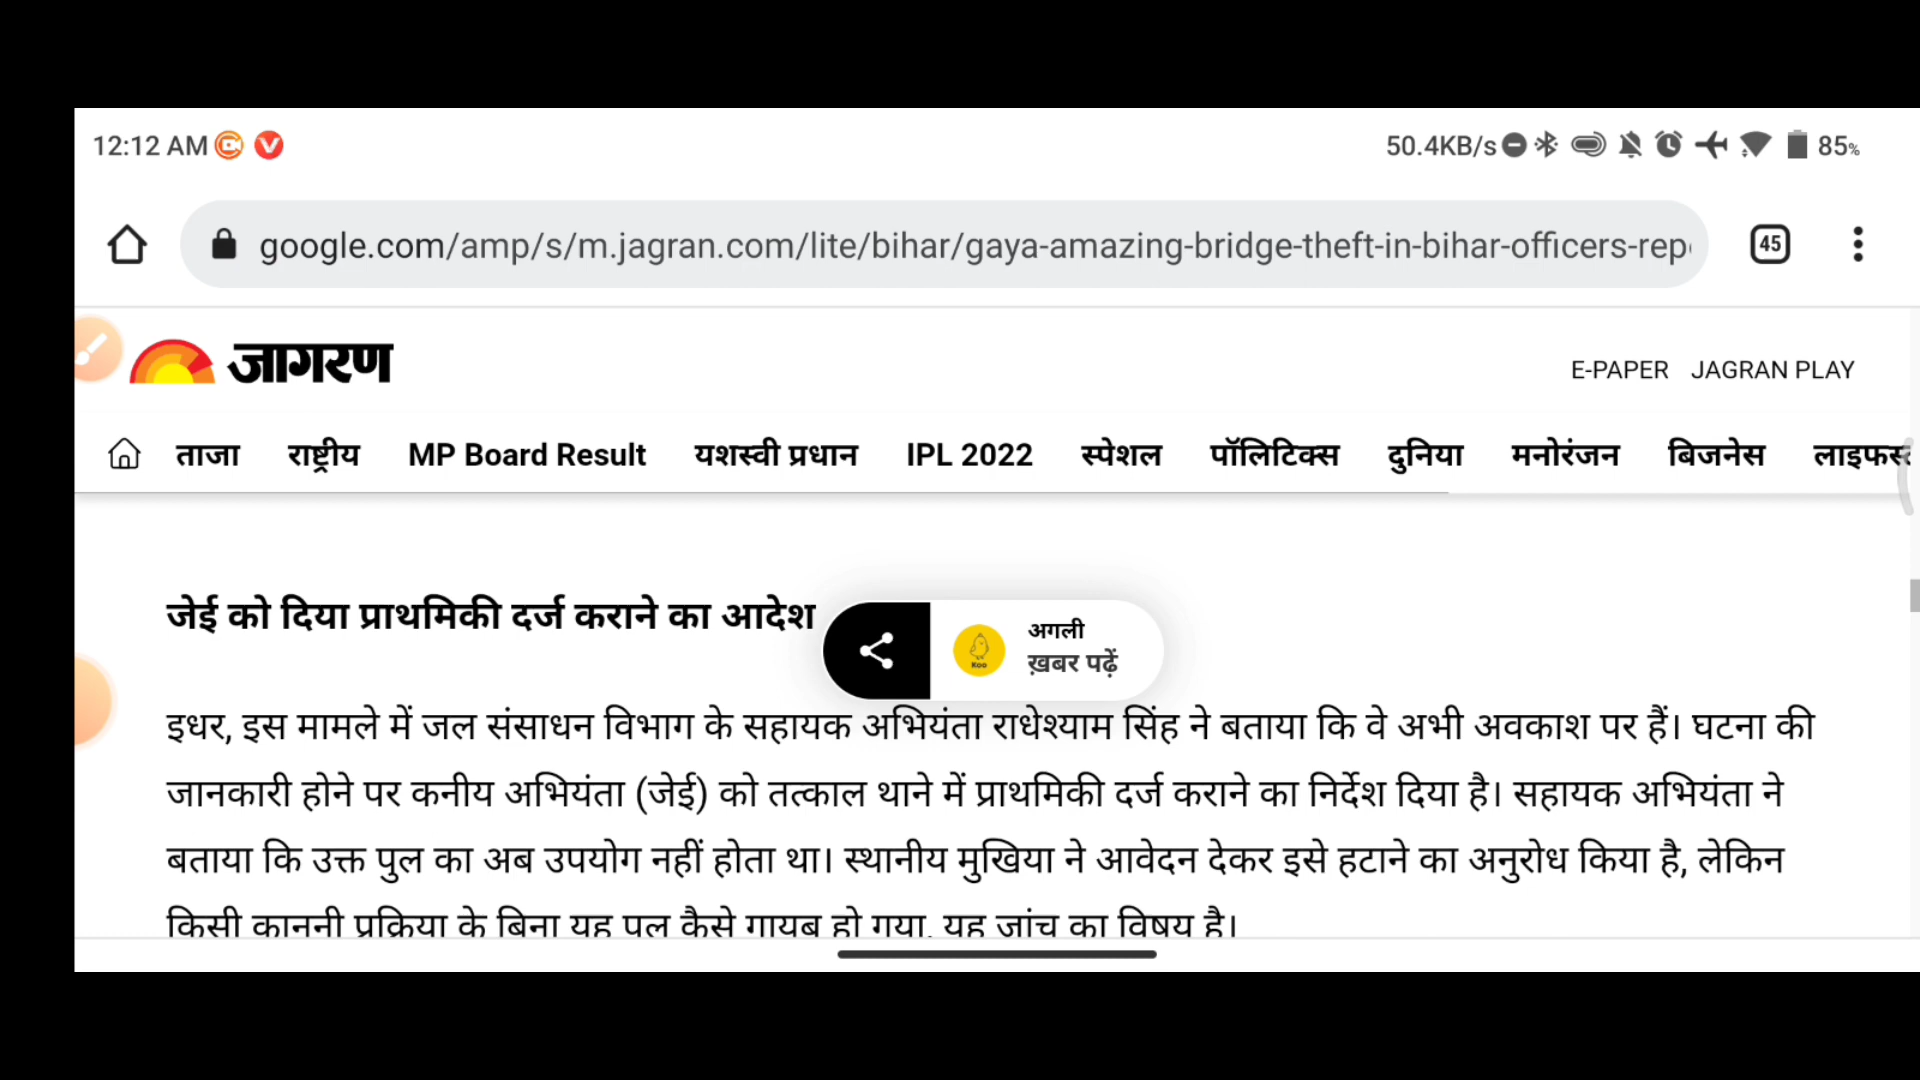 12:12 AM
50.4KB/s
85%
google.com/amp/s/m.jagran.com/lite/bihar/gaya-amazing-bridge-theft-in-bihar-officers-rep
45
जागरण
E-PAPER JAGRAN PLAY
ताजा राष्ट्रीय MP Board Result यशस्वी प्रधान IPL 2022 स्पेशल पॉलिटिक्स दुनिया मनोरंजन बिजनेस
जेई को दिया प्राथमिकी दर्ज कराने का आदेश
Koo
अगली
ख़बर पढ़ें
इधर, इस मामले में जल संसाधन विभाग के सहायक अभियंता राधेश्याम सिंह ने बताया कि वे अभी अवकाश पर हैं। घटना की
जानकारी होने पर कनीय अभियंता (जेई) को तत्काल थाने में प्राथमिकी दर्ज कराने का निर्देश दिया है। सहायक अभियंता ने
बताया कि उक्त पुल का अब उपयोग नहीं होता था। स्थानीय मुखिया ने आवेदन देकर इसे हटाने का अनुरोध किया है, लेकिन
किसी कानूनी प्रक्रिया के बिना यह पुल कैसे गायब हो गया, यह जांच का विषय है।